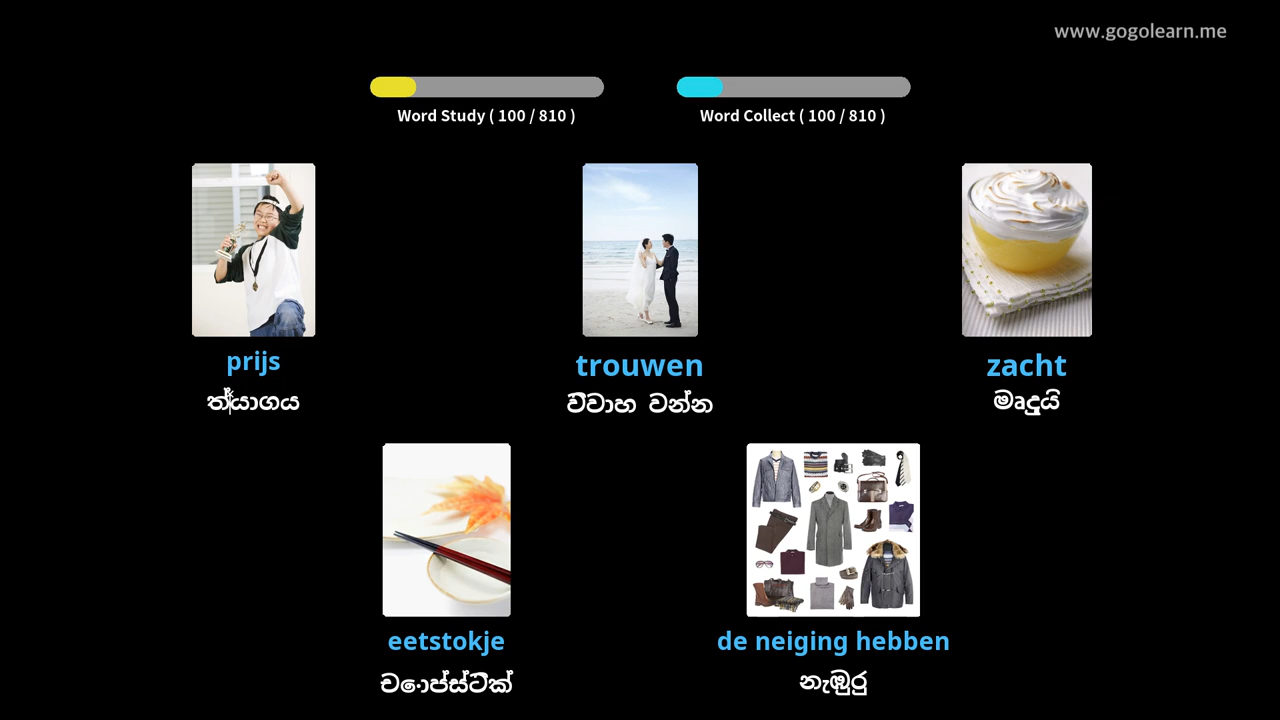 www.gogolearn.me
Word Study ( 100 / 810 )
Word Collect ( 100 / 810 )
prijs
ත්‍යාගය
trouwen
විවාහ වන්න
zacht
මෘදුයි
eetstokje
චොප්ස්ටික්
de neiging hebben
නැඹුරු